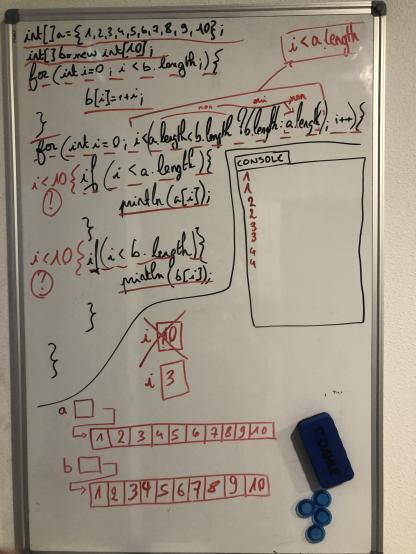 int[] a = {1,2,3,4,5,6,7,8,9,10};
int[] b = new int[10];
for (int i=0; i < b.length;){
i < a.length
b[i]=++i;
}
non oui non
for (int i=0; i<(a.length<b.length ? b.length : a.length); i++){
i<10 { if (i < a.length){
?
println(a[i]);
}
i<10 { if (i < b.length){
?
println(b[i]);
}
}
CONSOLE
1
1
2
2
3
3
4
4
i 10
i 3
a
1 2 3 4 5 6 7 8 9 10
b
1 2 3 4 5 6 7 8 9 10